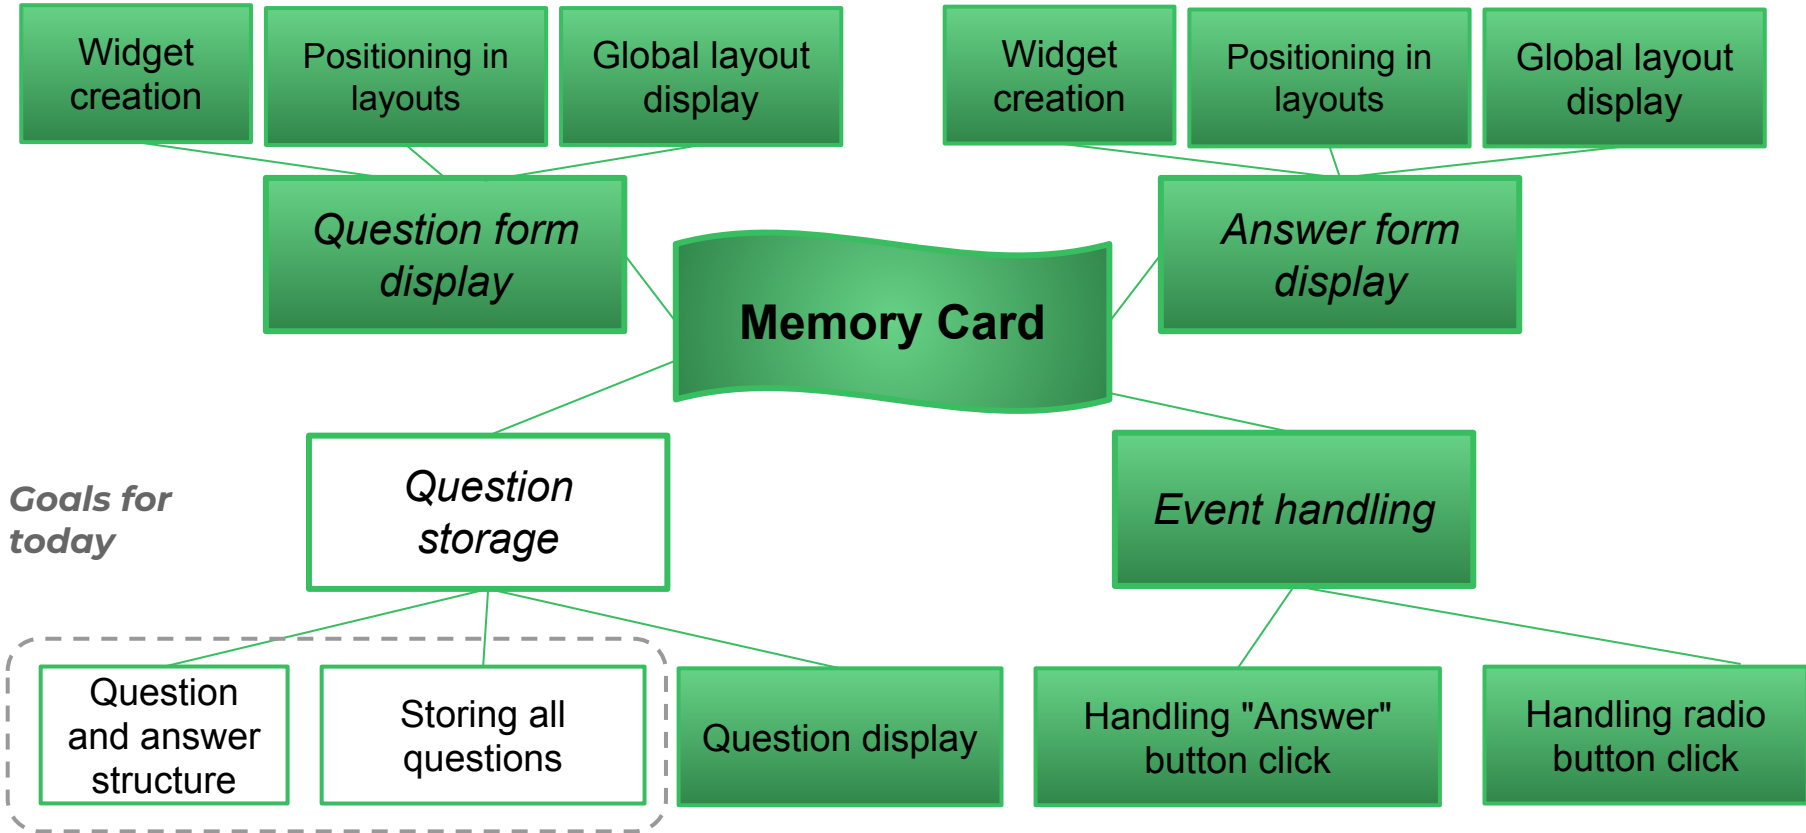 Widget
creation
Positioning in
layouts
Global layout
display
Widget
creation
Positioning in
layouts
Global layout
display
Question form
display
Answer form
display
Memory Card
Goals for
today
Question
storage
Event handling
Question
and answer
structure
Storing all
questions
Question display
Handling "Answer"
button click
Handling radio
button click